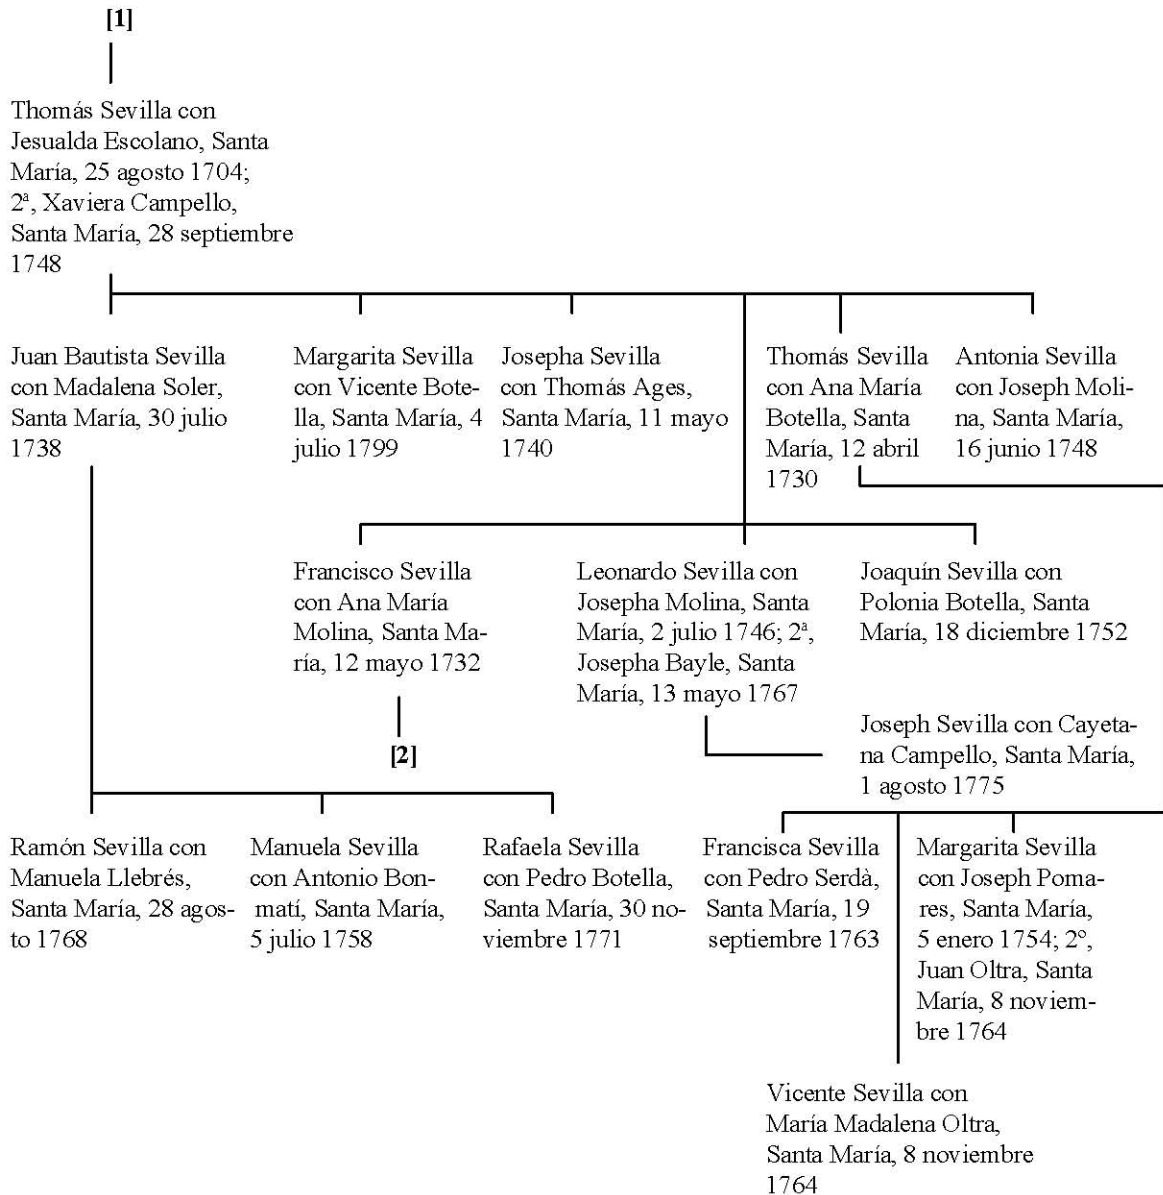 [1]
Thomás Sevilla con
Jesualda Escolano, Santa
María, 25 agosto 1704;
2ª, Xaviera Campello,
Santa María, 28 septiembre
1748
Juan Bautista Sevilla
con Madalena Soler,
Santa María, 30 julio
1738
Margarita Sevilla
con Vicente Bote-
lla, Santa María, 4
julio 1799
Josepha Sevilla
con Thomás Ages,
Santa María, 11 mayo
1740
Thomás Sevilla
con Ana María
Botella, Santa
María, 12 abril
1730
Antonia Sevilla
con Joseph Moli-
na, Santa María,
16 junio 1748
Francisco Sevilla
con Ana María
Molina, Santa Ma-
ría, 12 mayo 1732
[2]
Leonardo Sevilla con
Josepha Molina, Santa
María, 2 julio 1746; 2ª,
Josepha Bayle, Santa
María, 13 mayo 1767
Joaquín Sevilla con
Polonia Botella, Santa
María, 18 diciembre 1752
Joseph Sevilla con Cayeta-
na Campello, Santa María,
1 agosto 1775
Ramón Sevilla con
Manuela Llebrés,
Santa María, 28 agos-
to 1768
Manuela Sevilla
con Antonio Bon-
matí, Santa María,
5 julio 1758
Rafaela Sevilla
con Pedro Botella,
Santa María, 30 no-
viembre 1771
Francisca Sevilla
con Pedro Serdà,
Santa María, 19
septiembre 1763
Margarita Sevilla
con Joseph Poma-
res, Santa María,
5 enero 1754; 2º,
Juan Oltra, Santa
María, 8 noviem-
bre 1764
Vicente Sevilla con
María Madalena Oltra,
Santa María, 8 noviembre
1764